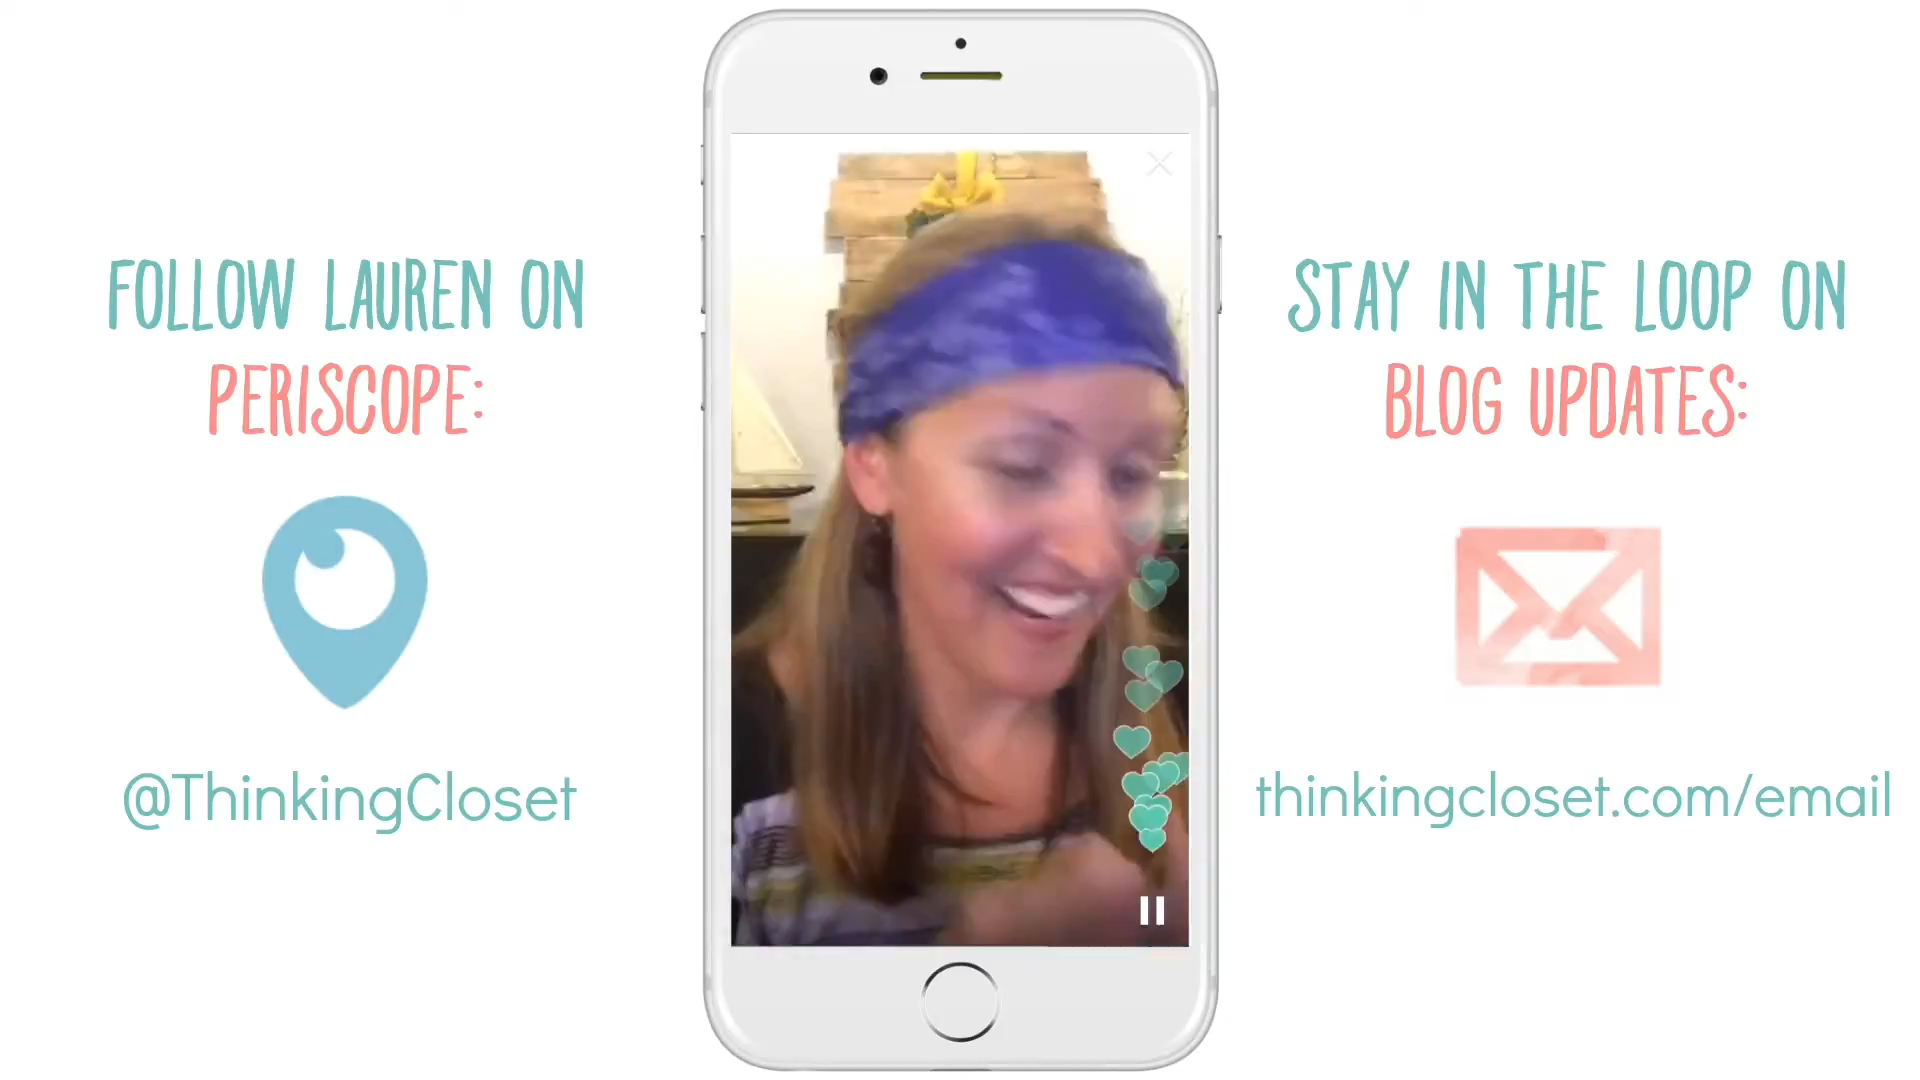 FOLLOW LAUREN ON
PERISCOPE:
@ThinkingCloset
STAY IN THE LOOP ON
BLOG UPDATES:
thinkingcloset.com/email